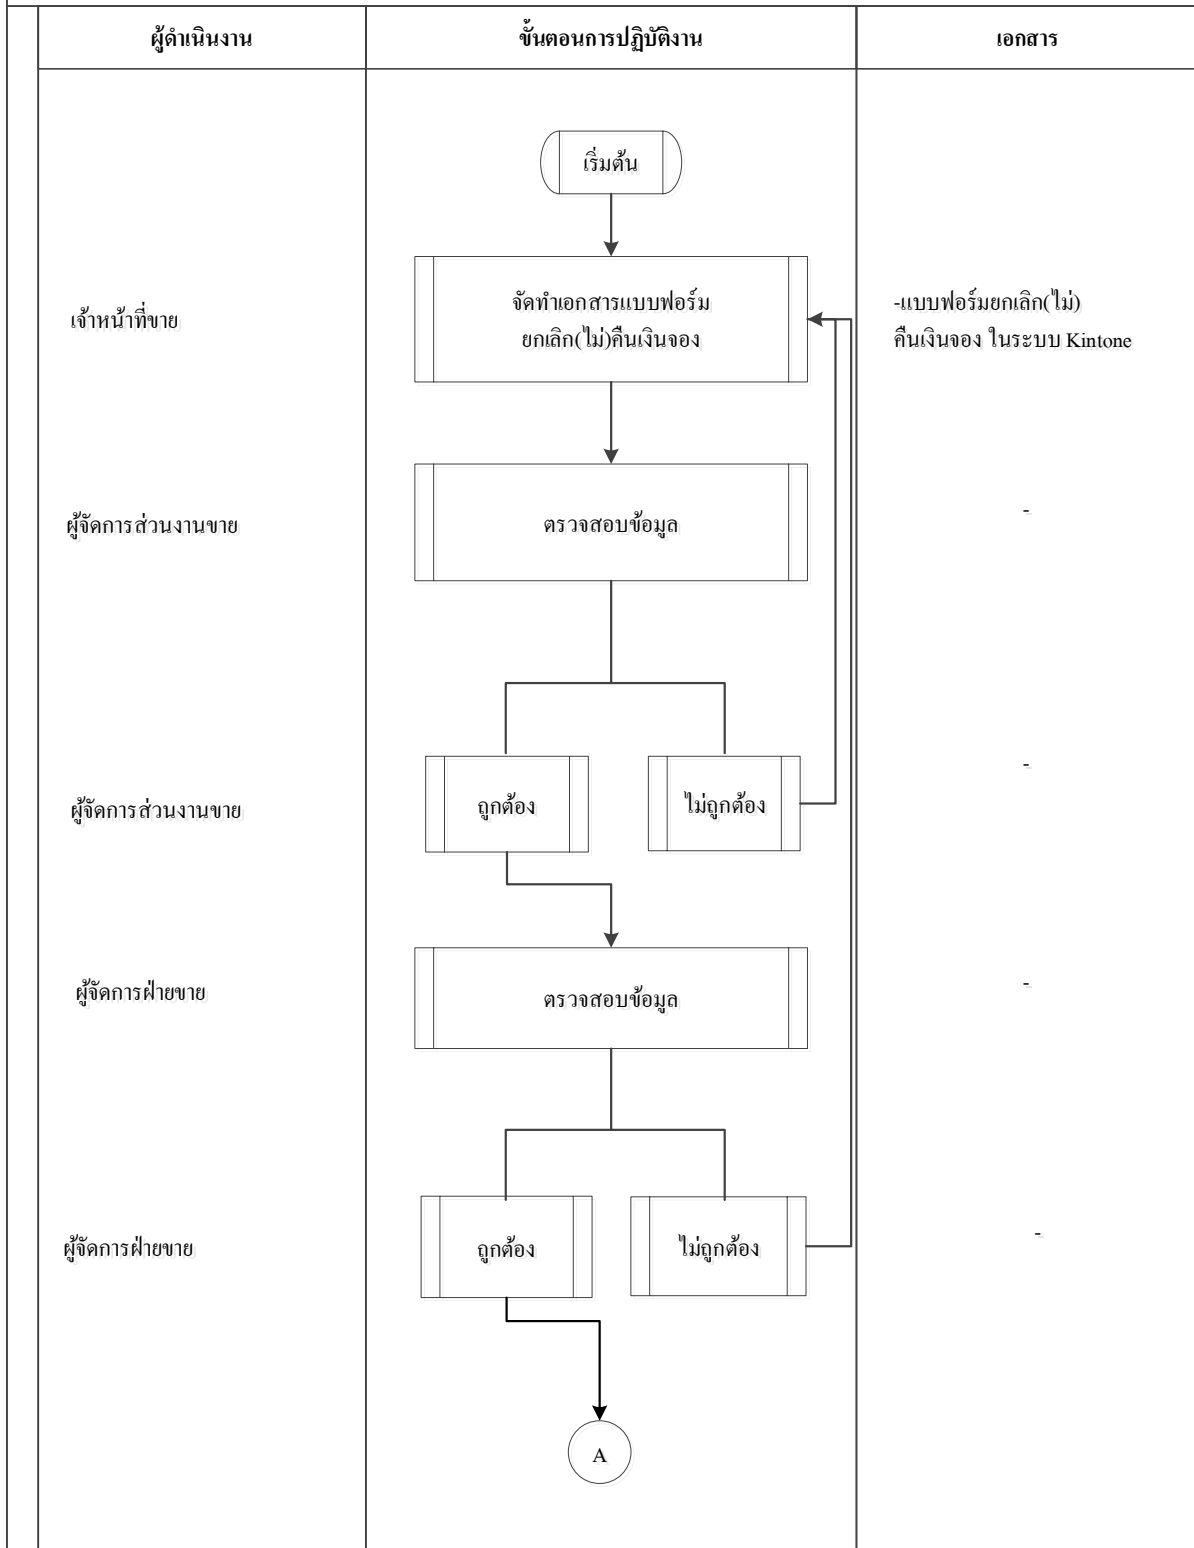 ผู้ดำเนินงาน
ขั้นตอนการปฏิบัติงาน
เอกสาร
เริ่มต้น
เจ้าหน้าที่ขาย
จัดทำเอกสารแบบฟอร์ม
ยกเลิก(ไม่)คืนเงินจอง
-แบบฟอร์มยกเลิก(ไม่)
คืนเงินจอง ในระบบ Kintone
ผู้จัดการส่วนงานขาย
ตรวจสอบข้อมูล
-
ผู้จัดการส่วนงานขาย
ถูกต้อง
ไม่ถูกต้อง
-
ผู้จัดการฝ่ายขาย
ตรวจสอบข้อมูล
-
ผู้จัดการฝ่ายขาย
ถูกต้อง
ไม่ถูกต้อง
-
A